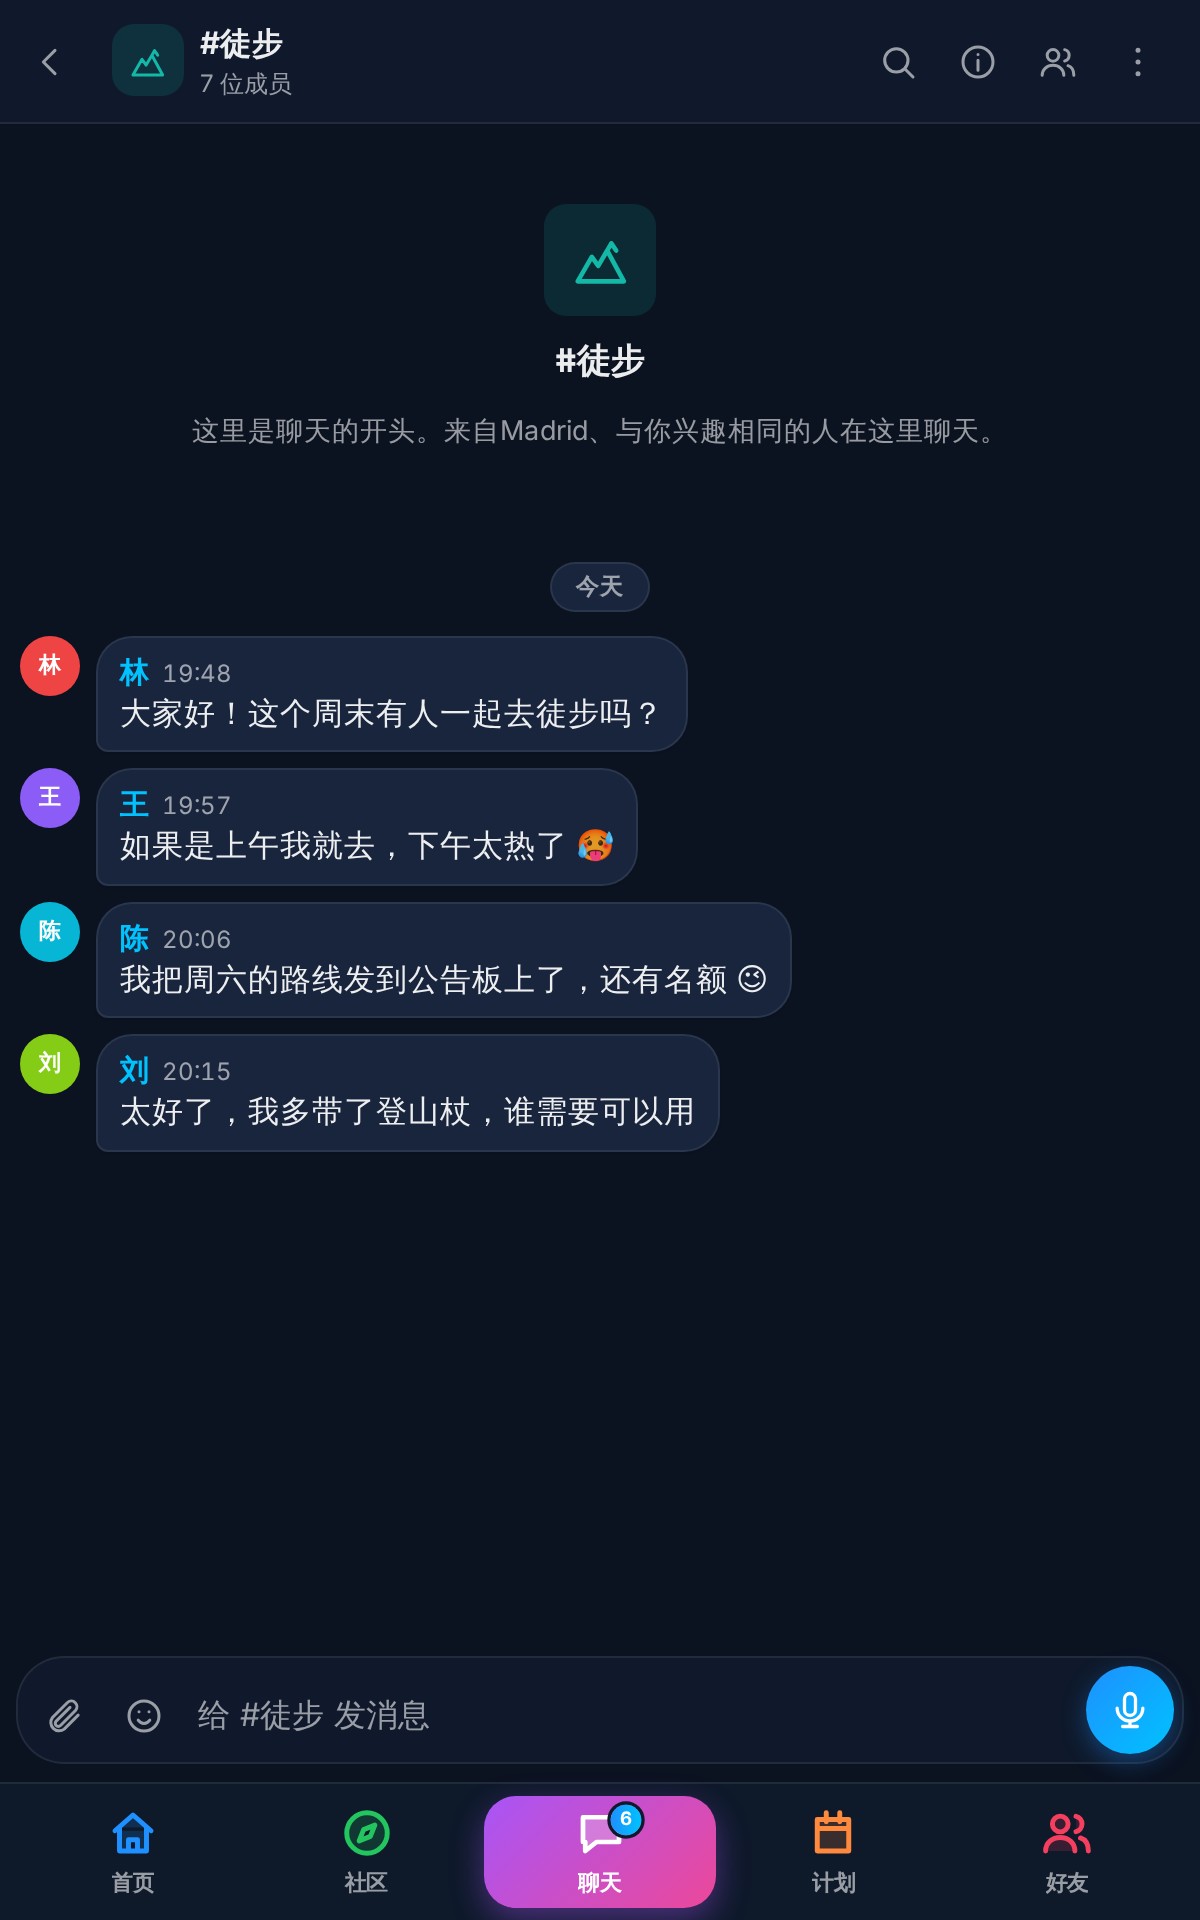 #徒步
7 位成员
#徒步
这里是聊天的开头。来自Madrid、与你兴趣相同的人在这里聊天。
今天
林
林 19:48
大家好！这个周末有人一起去徒步吗？
王
王 19:57
如果是上午我就去，下午太热了 🥵
陈
陈 20:06
我把周六的路线发到公告板上了，还有名额 😉
刘
刘 20:15
太好了，我多带了登山杖，谁需要可以用
给 #徒步 发消息
6
首页
社区
聊天
计划
好友